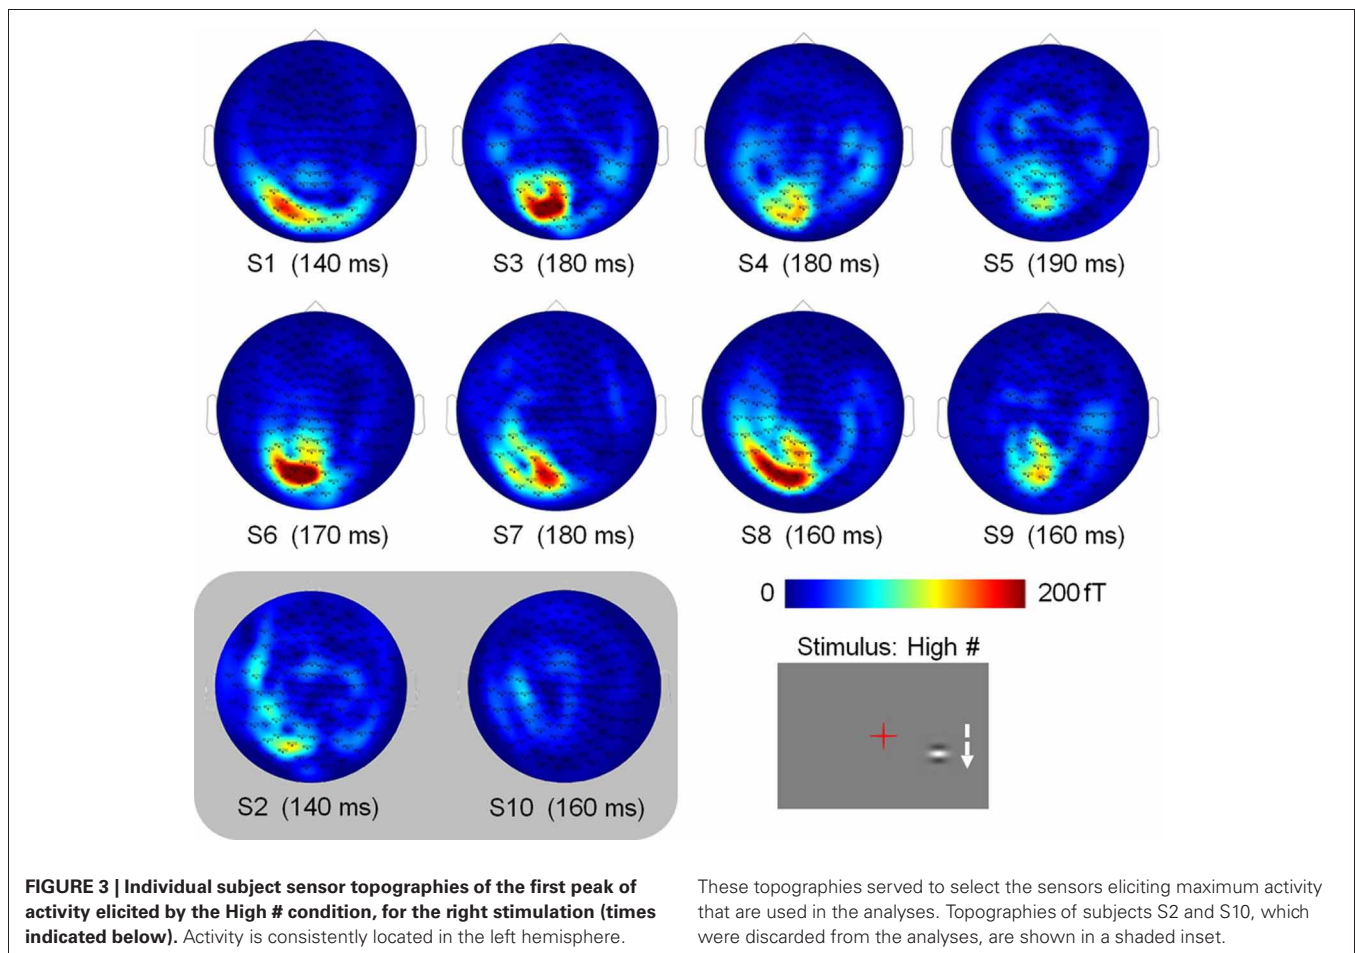 S1 (140 ms)
S3 (180 ms)
S4 (180 ms)
S5 (190 ms)
S6 (170 ms)
S7 (180 ms)
S8 (160 ms)
S9 (160 ms)
S2 (140 ms)
S10 (160 ms)
0
200 fT
Stimulus: High #
FIGURE 3 | Individual subject sensor topographies of the first peak of
activity elicited by the High # condition, for the right stimulation (times
indicated below). Activity is consistently located in the left hemisphere.
These topographies served to select the sensors eliciting maximum activity
that are used in the analyses. Topographies of subjects S2 and S10, which
were discarded from the analyses, are shown in a shaded inset.